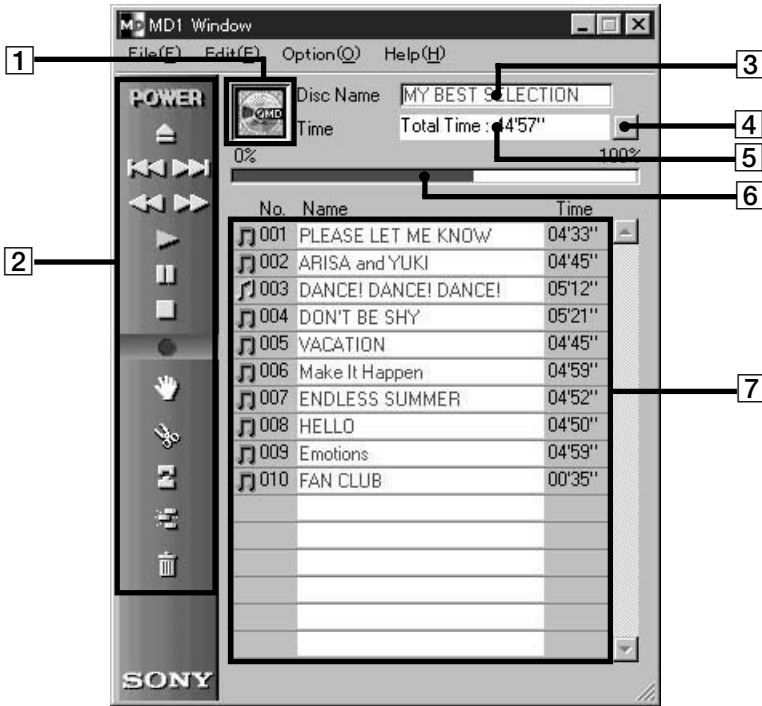 MD MD1 Window
1
File(F) Edit(E) Option(O) Help(H)
3
POWER
QMD
Disc Name MY BEST SELECTION
4
Time Total Time : 44'57"
5
0% 100%
6
No. Name Time
2
001 PLEASE LET ME KNOW 04'33"
002 ARISA and YUKI 04'45"
003 DANCE! DANCE! DANCE! 05'12"
004 DON'T BE SHY 05'21"
005 VACATION 04'45"
006 Make It Happen 04'59"
7
007 ENDLESS SUMMER 04'52"
008 HELLO 04'50"
009 Emotions 04'59"
010 FAN CLUB 00'35"
SONY